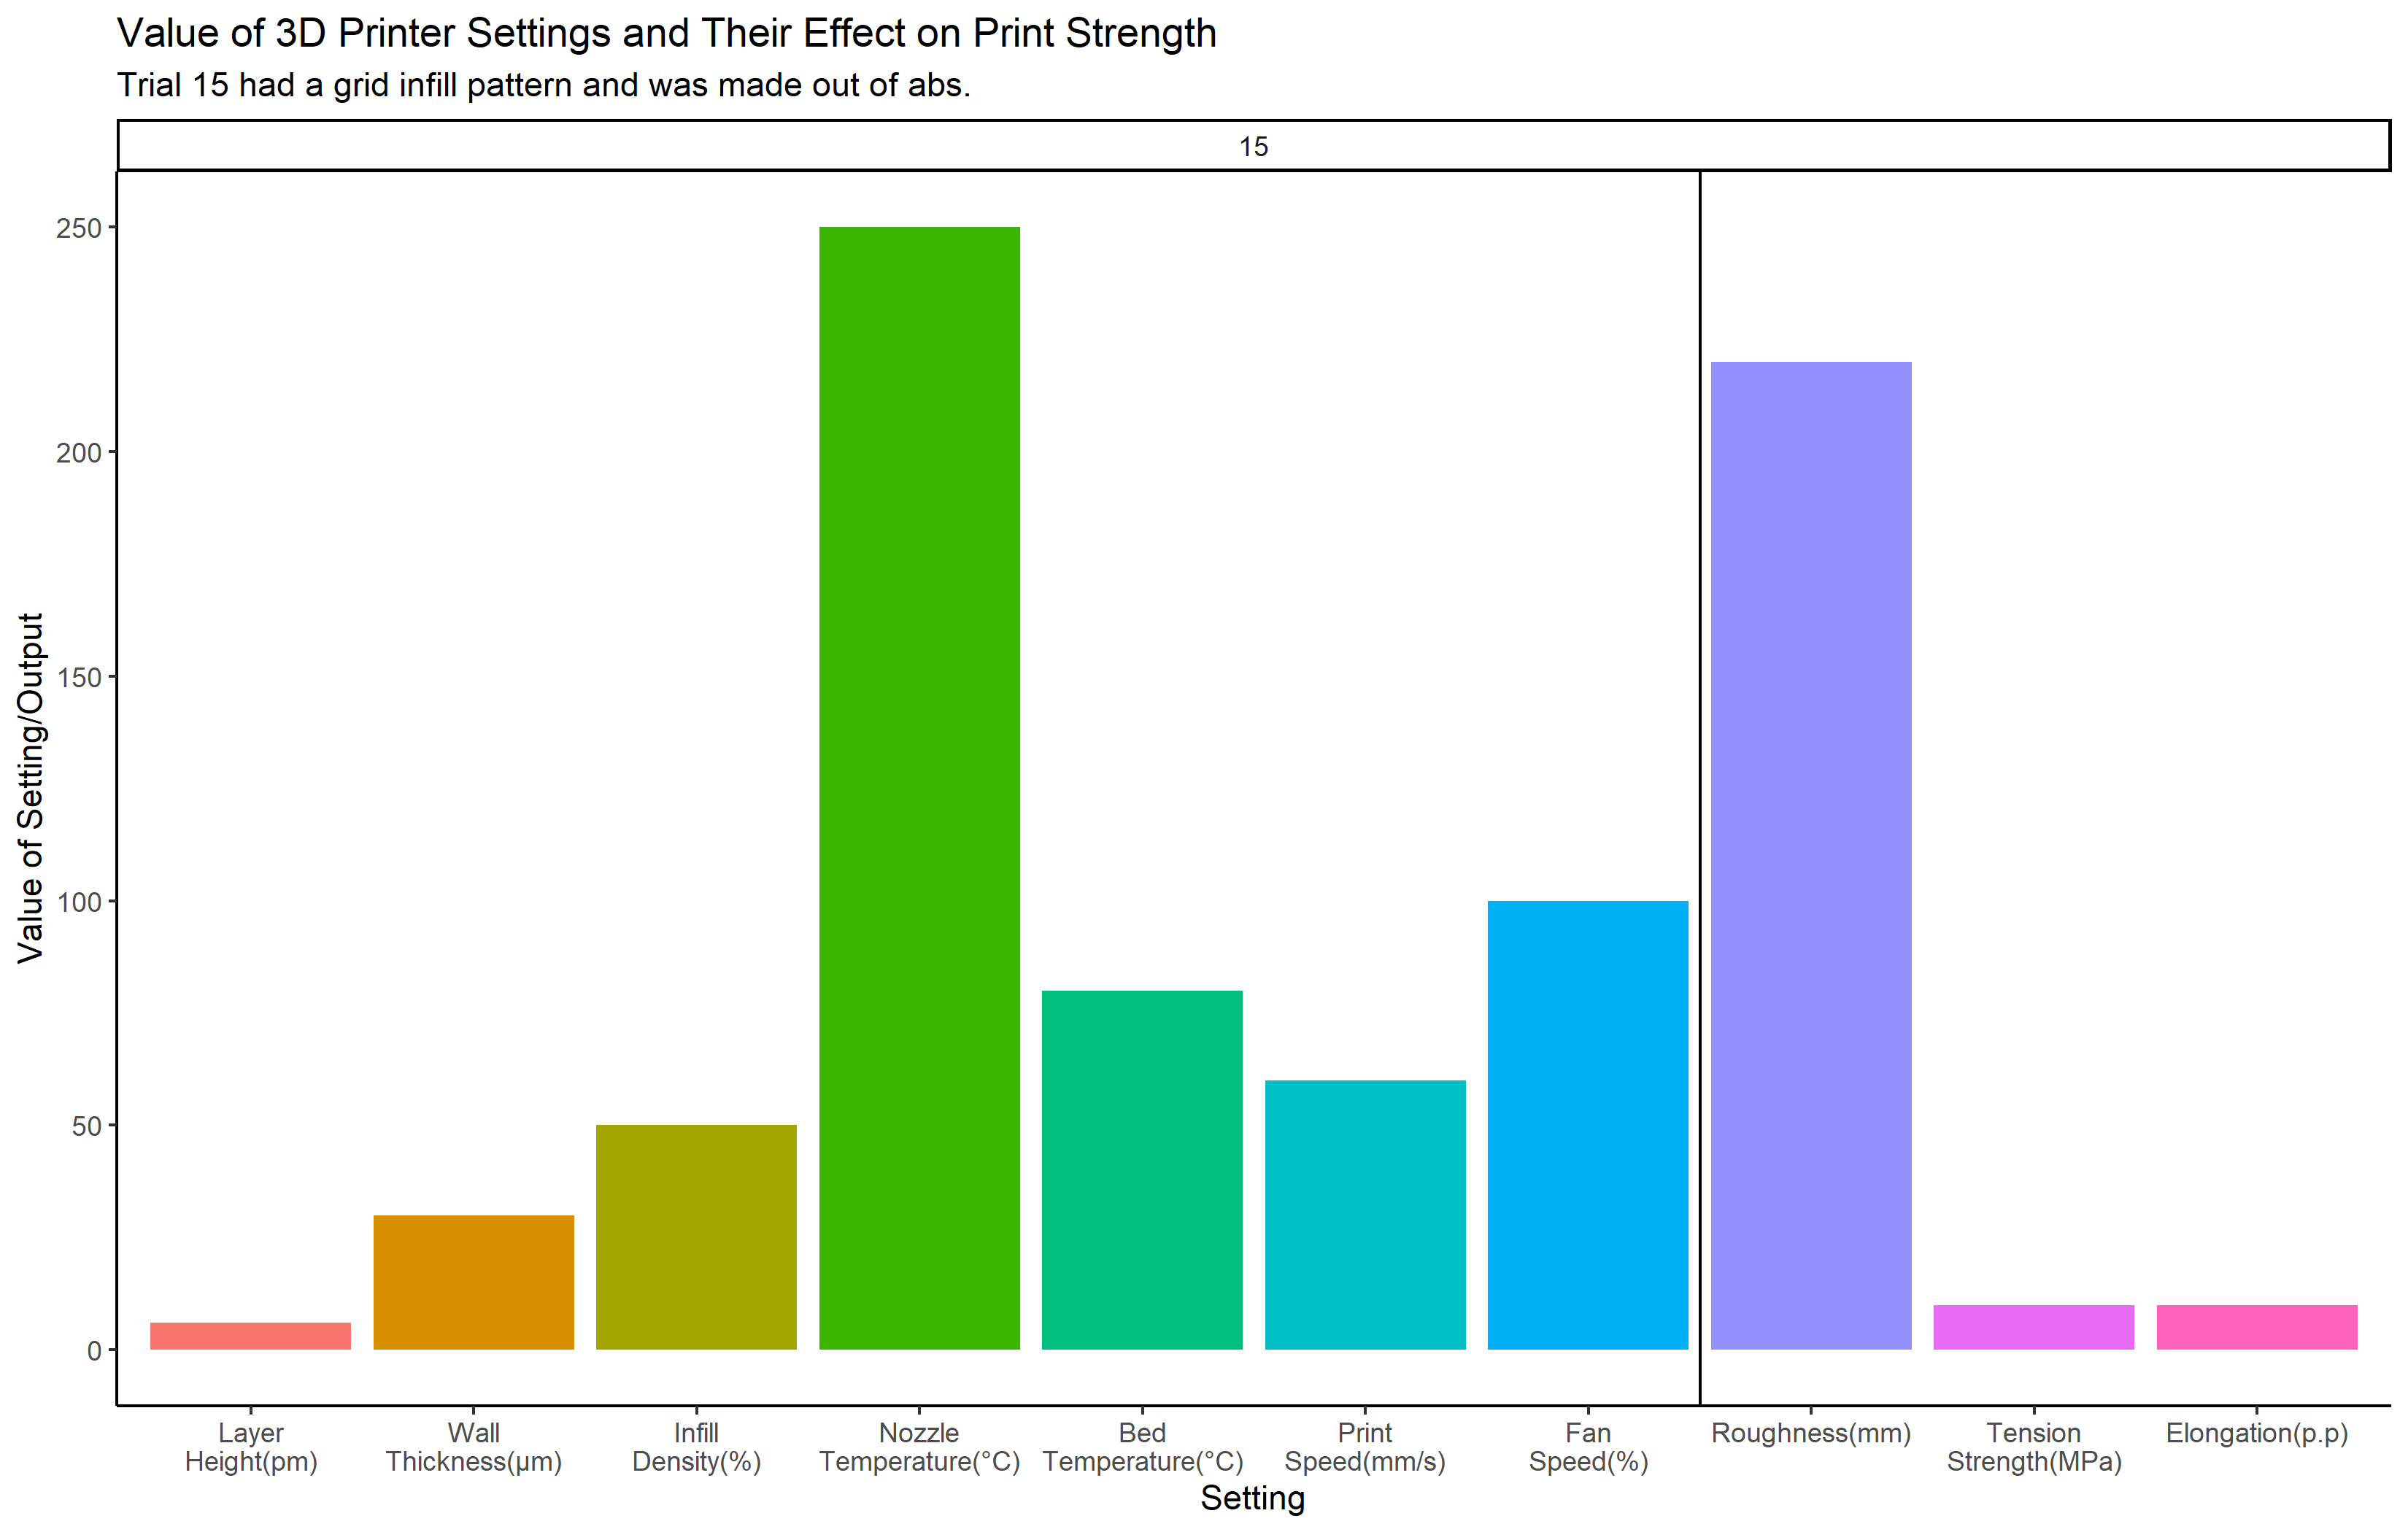 Value of 3D Printer Settings and Their Effect on Print Strength
Trial 15 had a grid infill pattern and was made out of abs.
15
Value of Setting/Output
250
200
150
100
50
0
Layer
Height(pm)
Wall
Thickness(µm)
Infill
Density(%)
Nozzle
Temperature(°C)
Bed
Temperature(°C)
Print
Speed(mm/s)
Fan
Speed(%)
Roughness(mm)
Tension
Strength(MPa)
Elongation(p.p)
Setting